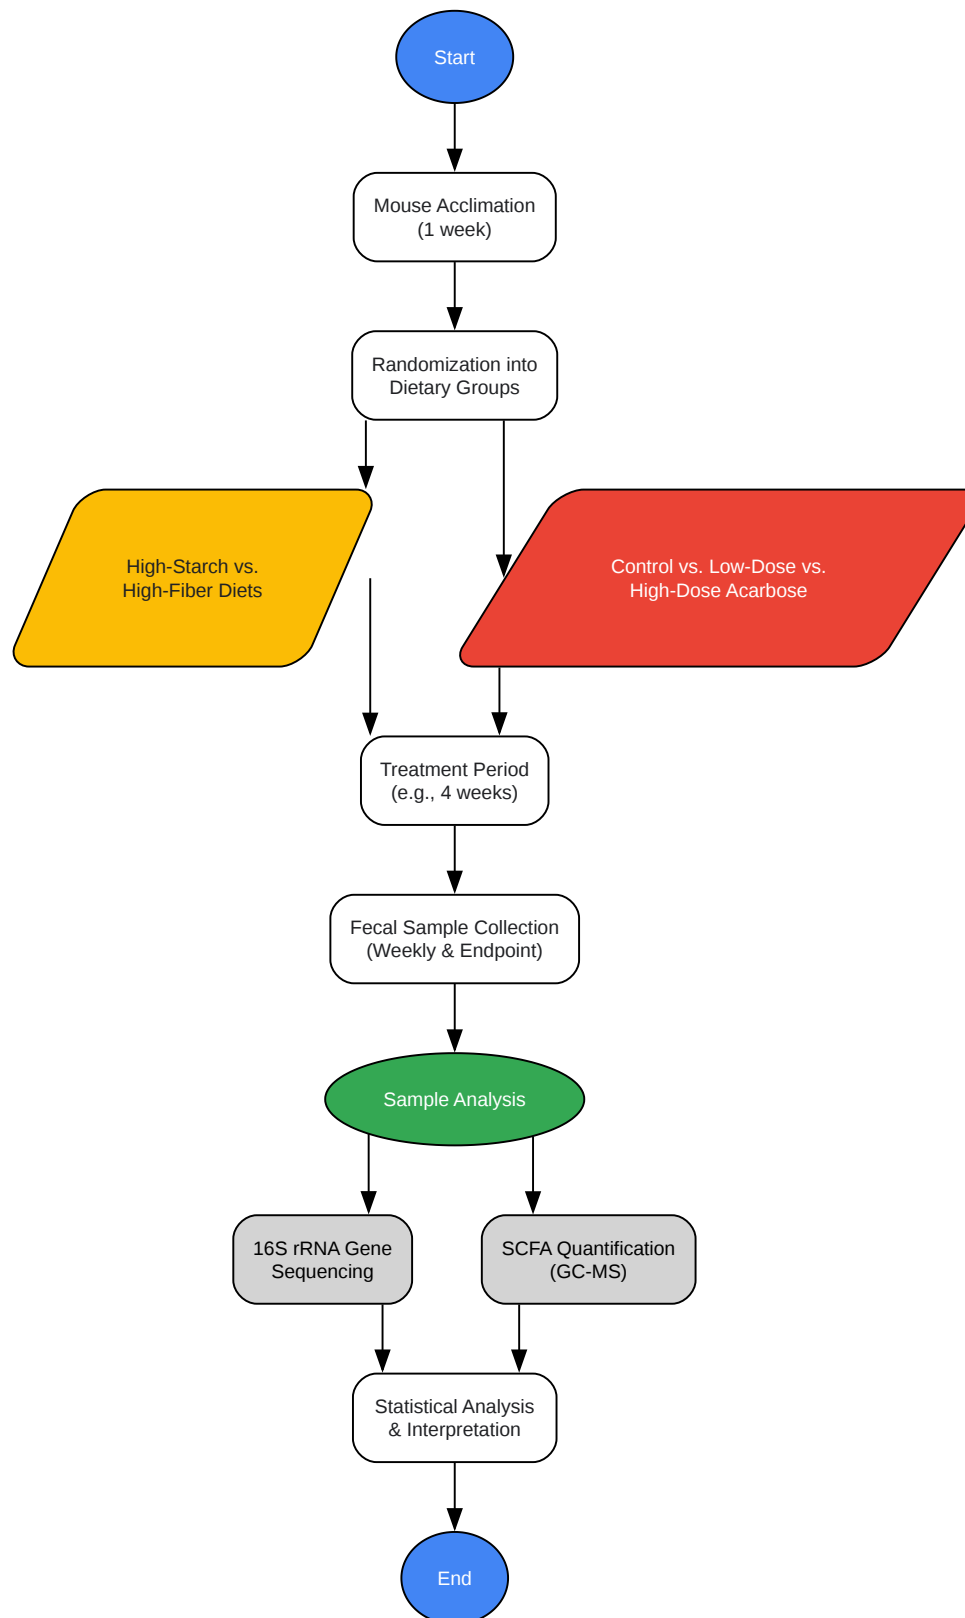 Start
Mouse Acclimation
(1 week)
Randomization into
Dietary Groups
High-Starch vs.
High-Fiber Diets
Control vs. Low-Dose vs.
High-Dose Acarbose
Treatment Period
(e.g., 4 weeks)
Fecal Sample Collection
(Weekly & Endpoint)
Sample Analysis
16S rRNA Gene
Sequencing
SCFA Quantification
(GC-MS)
Statistical Analysis
& Interpretation
End